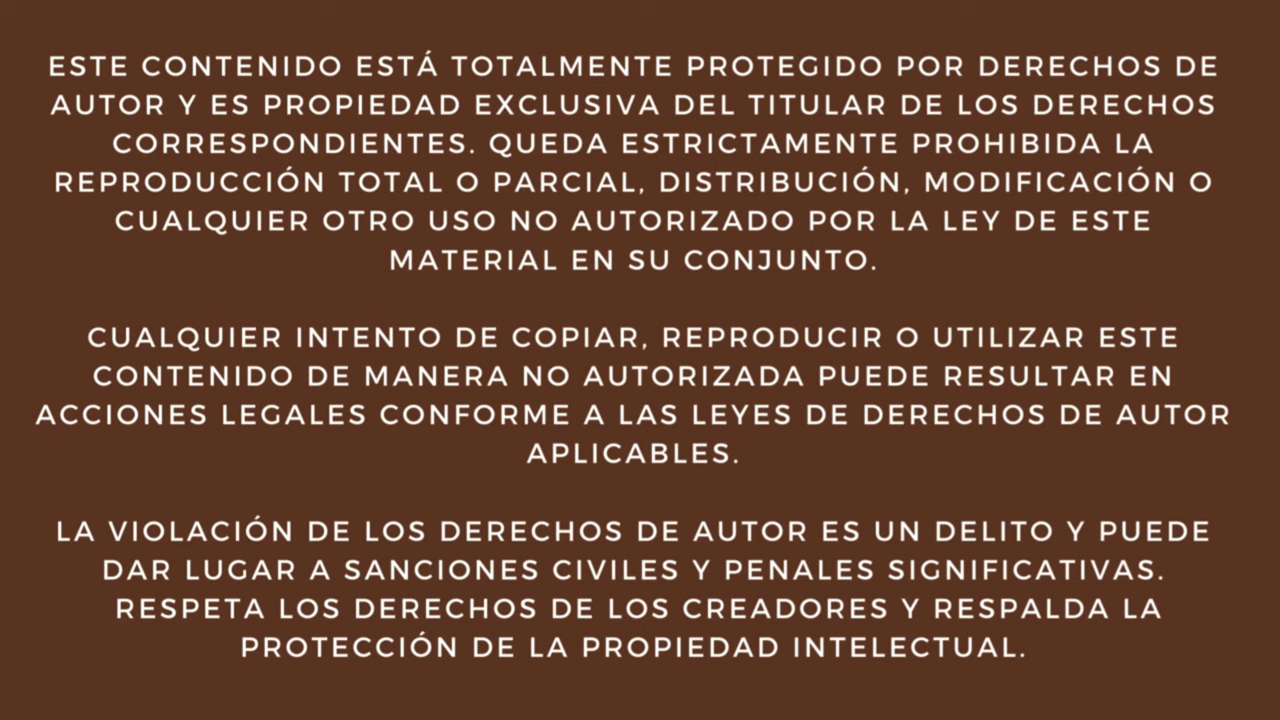 ESTE CONTENIDO ESTÁ TOTALMENTE PROTEGIDO POR DERECHOS DE
AUTOR Y ES PROPIEDAD EXCLUSIVA DEL TITULAR DE LOS DERECHOS
CORRESPONDIENTES. QUEDA ESTRICTAMENTE PROHIBIDA LA
REPRODUCCIÓN TOTAL O PARCIAL, DISTRIBUCIÓN, MODIFICACIÓN O
CUALQUIER OTRO USO NO AUTORIZADO POR LA LEY DE ESTE
MATERIAL EN SU CONJUNTO.
CUALQUIER INTENTO DE COPIAR, REPRODUCIR O UTILIZAR ESTE
CONTENIDO DE MANERA NO AUTORIZADA PUEDE RESULTAR EN
ACCIONES LEGALES CONFORME A LAS LEYES DE DERECHOS DE AUTOR
APLICABLES.
LA VIOLACIÓN DE LOS DERECHOS DE AUTOR ES UN DELITO Y PUEDE
DAR LUGAR A SANCIONES CIVILES Y PENALES SIGNIFICATIVAS.
RESPETA LOS DERECHOS DE LOS CREADORES Y RESPALDA LA
PROTECCIÓN DE LA PROPIEDAD INTELECTUAL.